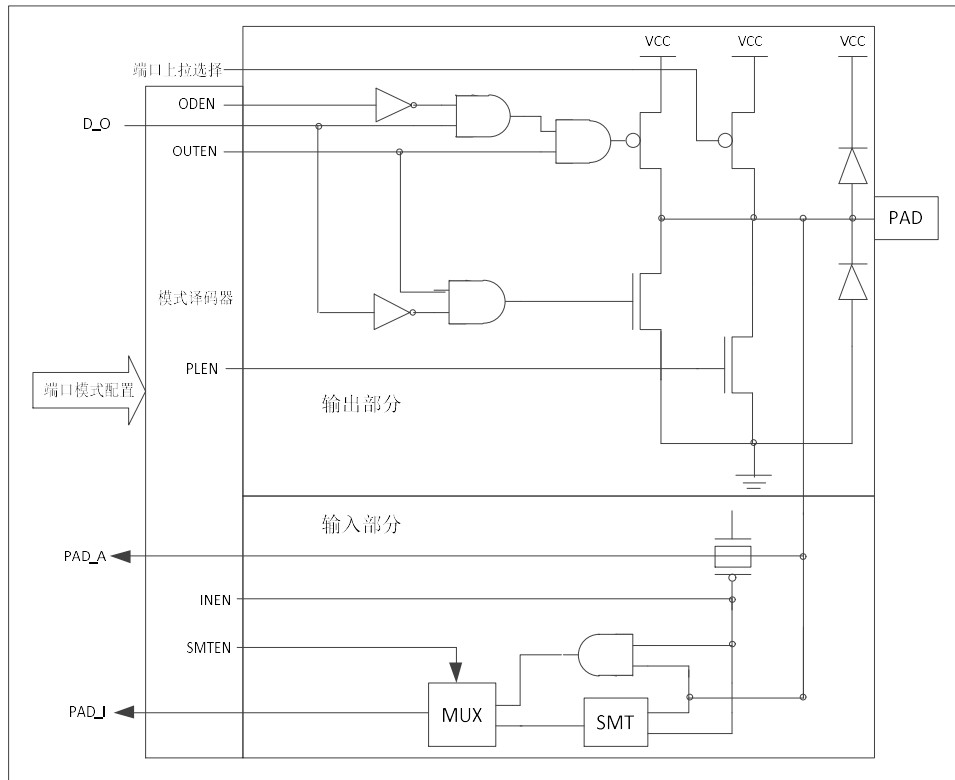 VCC VCC VCC
端口上拉选择
ODEN
D_O
OUTEN
PAD
模式译码器
PLEN
端口模式配置
输出部分
输入部分
PAD_A
INEN
SMTEN
PAD_I
MUX
SMT